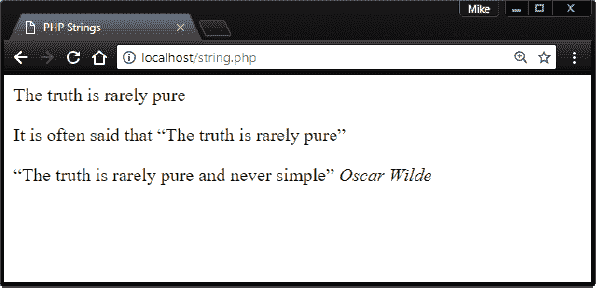 Mike
PHP Strings
localhost/string.php
The truth is rarely pure
It is often said that “The truth is rarely pure”
“The truth is rarely pure and never simple” Oscar Wilde